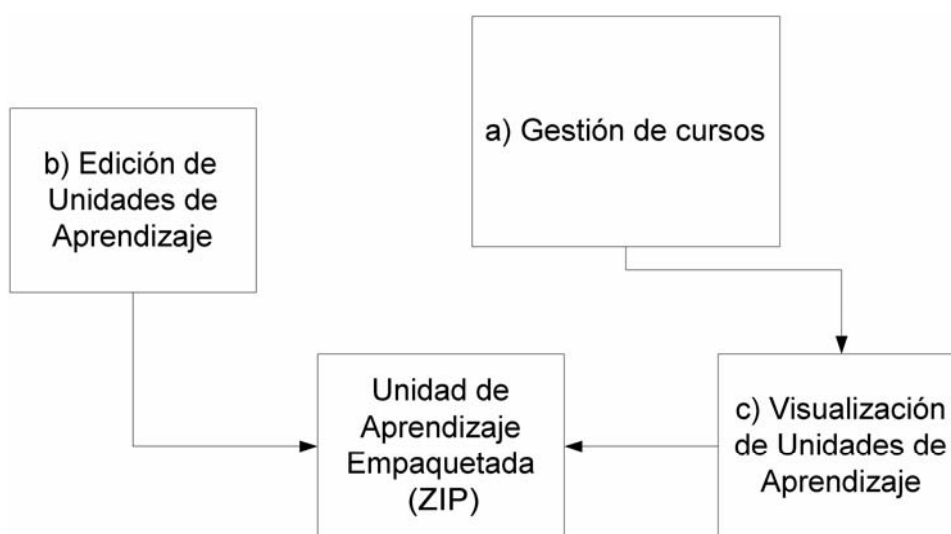 a) Gestión de cursos
b) Edición de
Unidades de
Aprendizaje
Unidad de
Aprendizaje
Empaquetada
(ZIP)
c) Visualización
de Unidades de
Aprendizaje